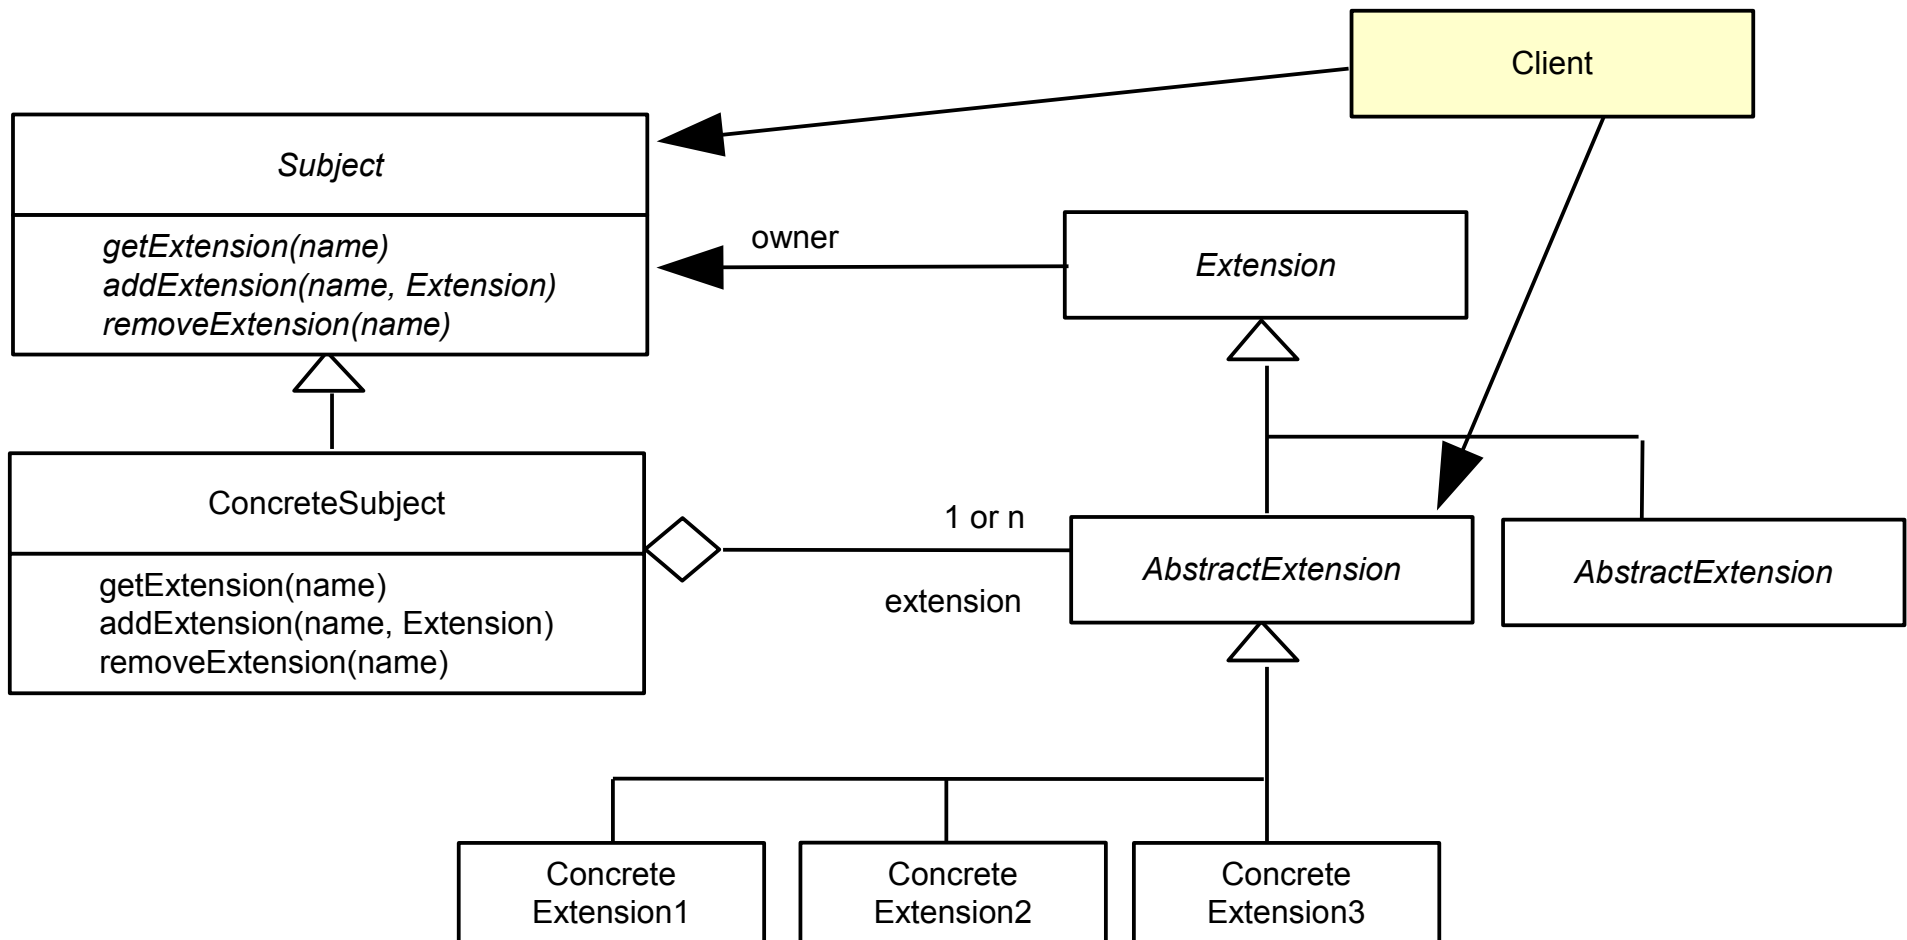 Client
Subject
getExtension(name)
addExtension(name, Extension)
removeExtension(name)
owner
Extension
ConcreteSubject
getExtension(name)
addExtension(name, Extension)
removeExtension(name)
1 or n
extension
AbstractExtension
AbstractExtension
Concrete
Extension1
Concrete
Extension2
Concrete
Extension3